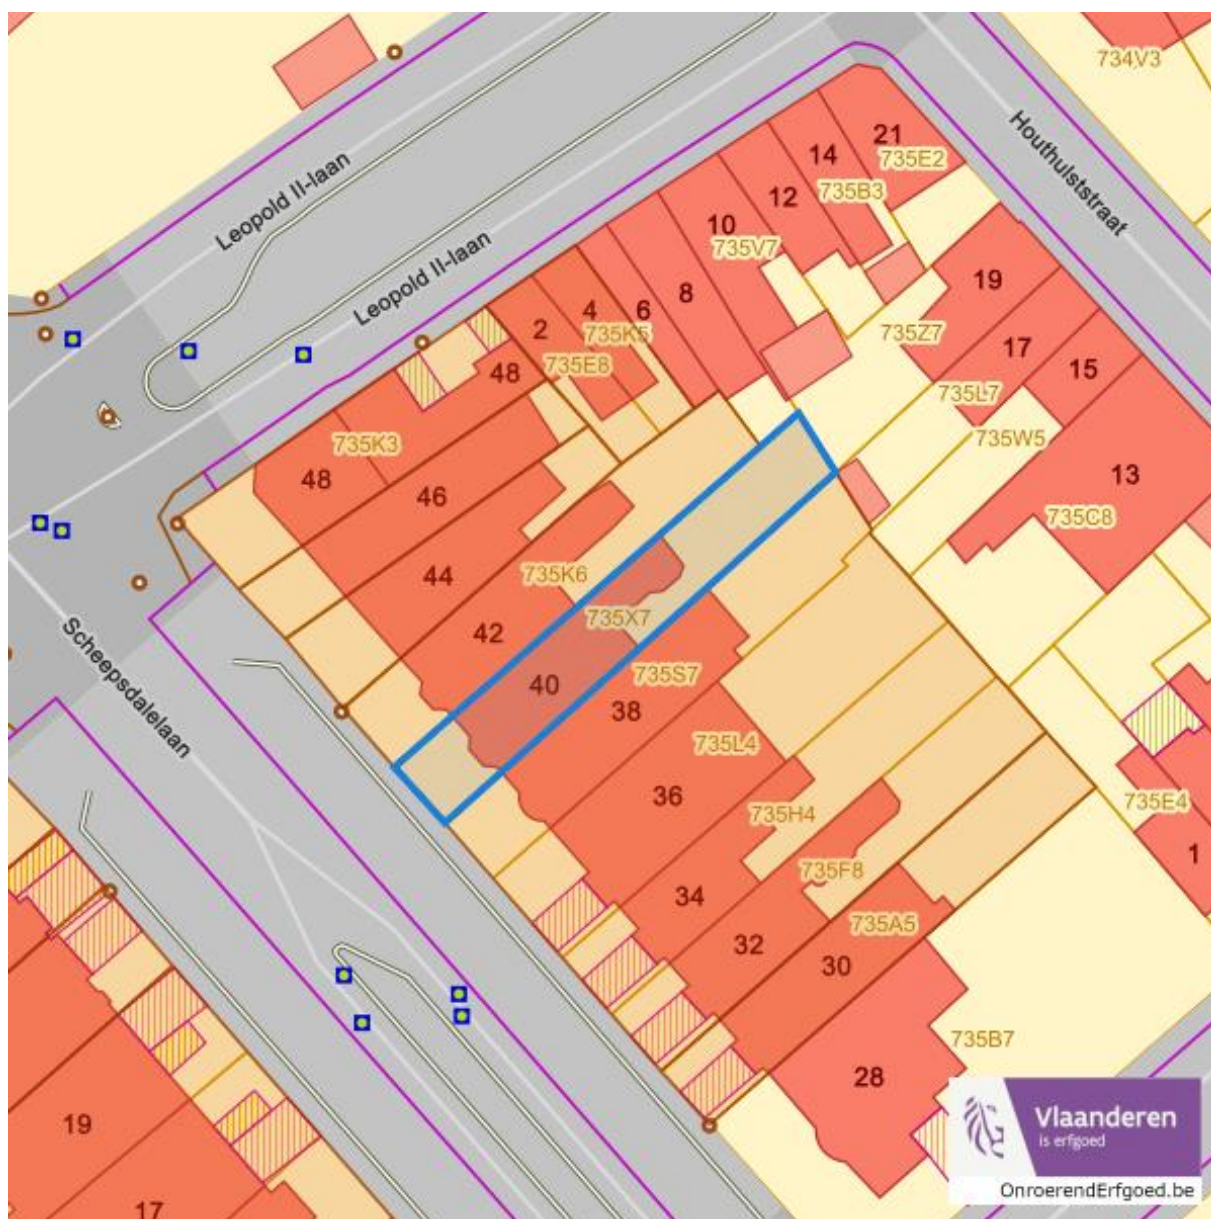 734V3
Houthulststraat
21
735E2
14
735B3
12
10
735V7
Leopold II-laan
Leopold II-laan
8
6
4
735K5
2
735E8
48
735K3
48
46
44
19
735Z7
17
735L7
15
735W5
13
735C8
735K6
42
735X7
40
735S7
38
735L4
36
735H4
34
735F8
32
735A5
30
28
735B7
735E4
1
Scheepsdalelaan
19
17
Vlaanderen
is erfgoed
OnroerendErfgoed.be